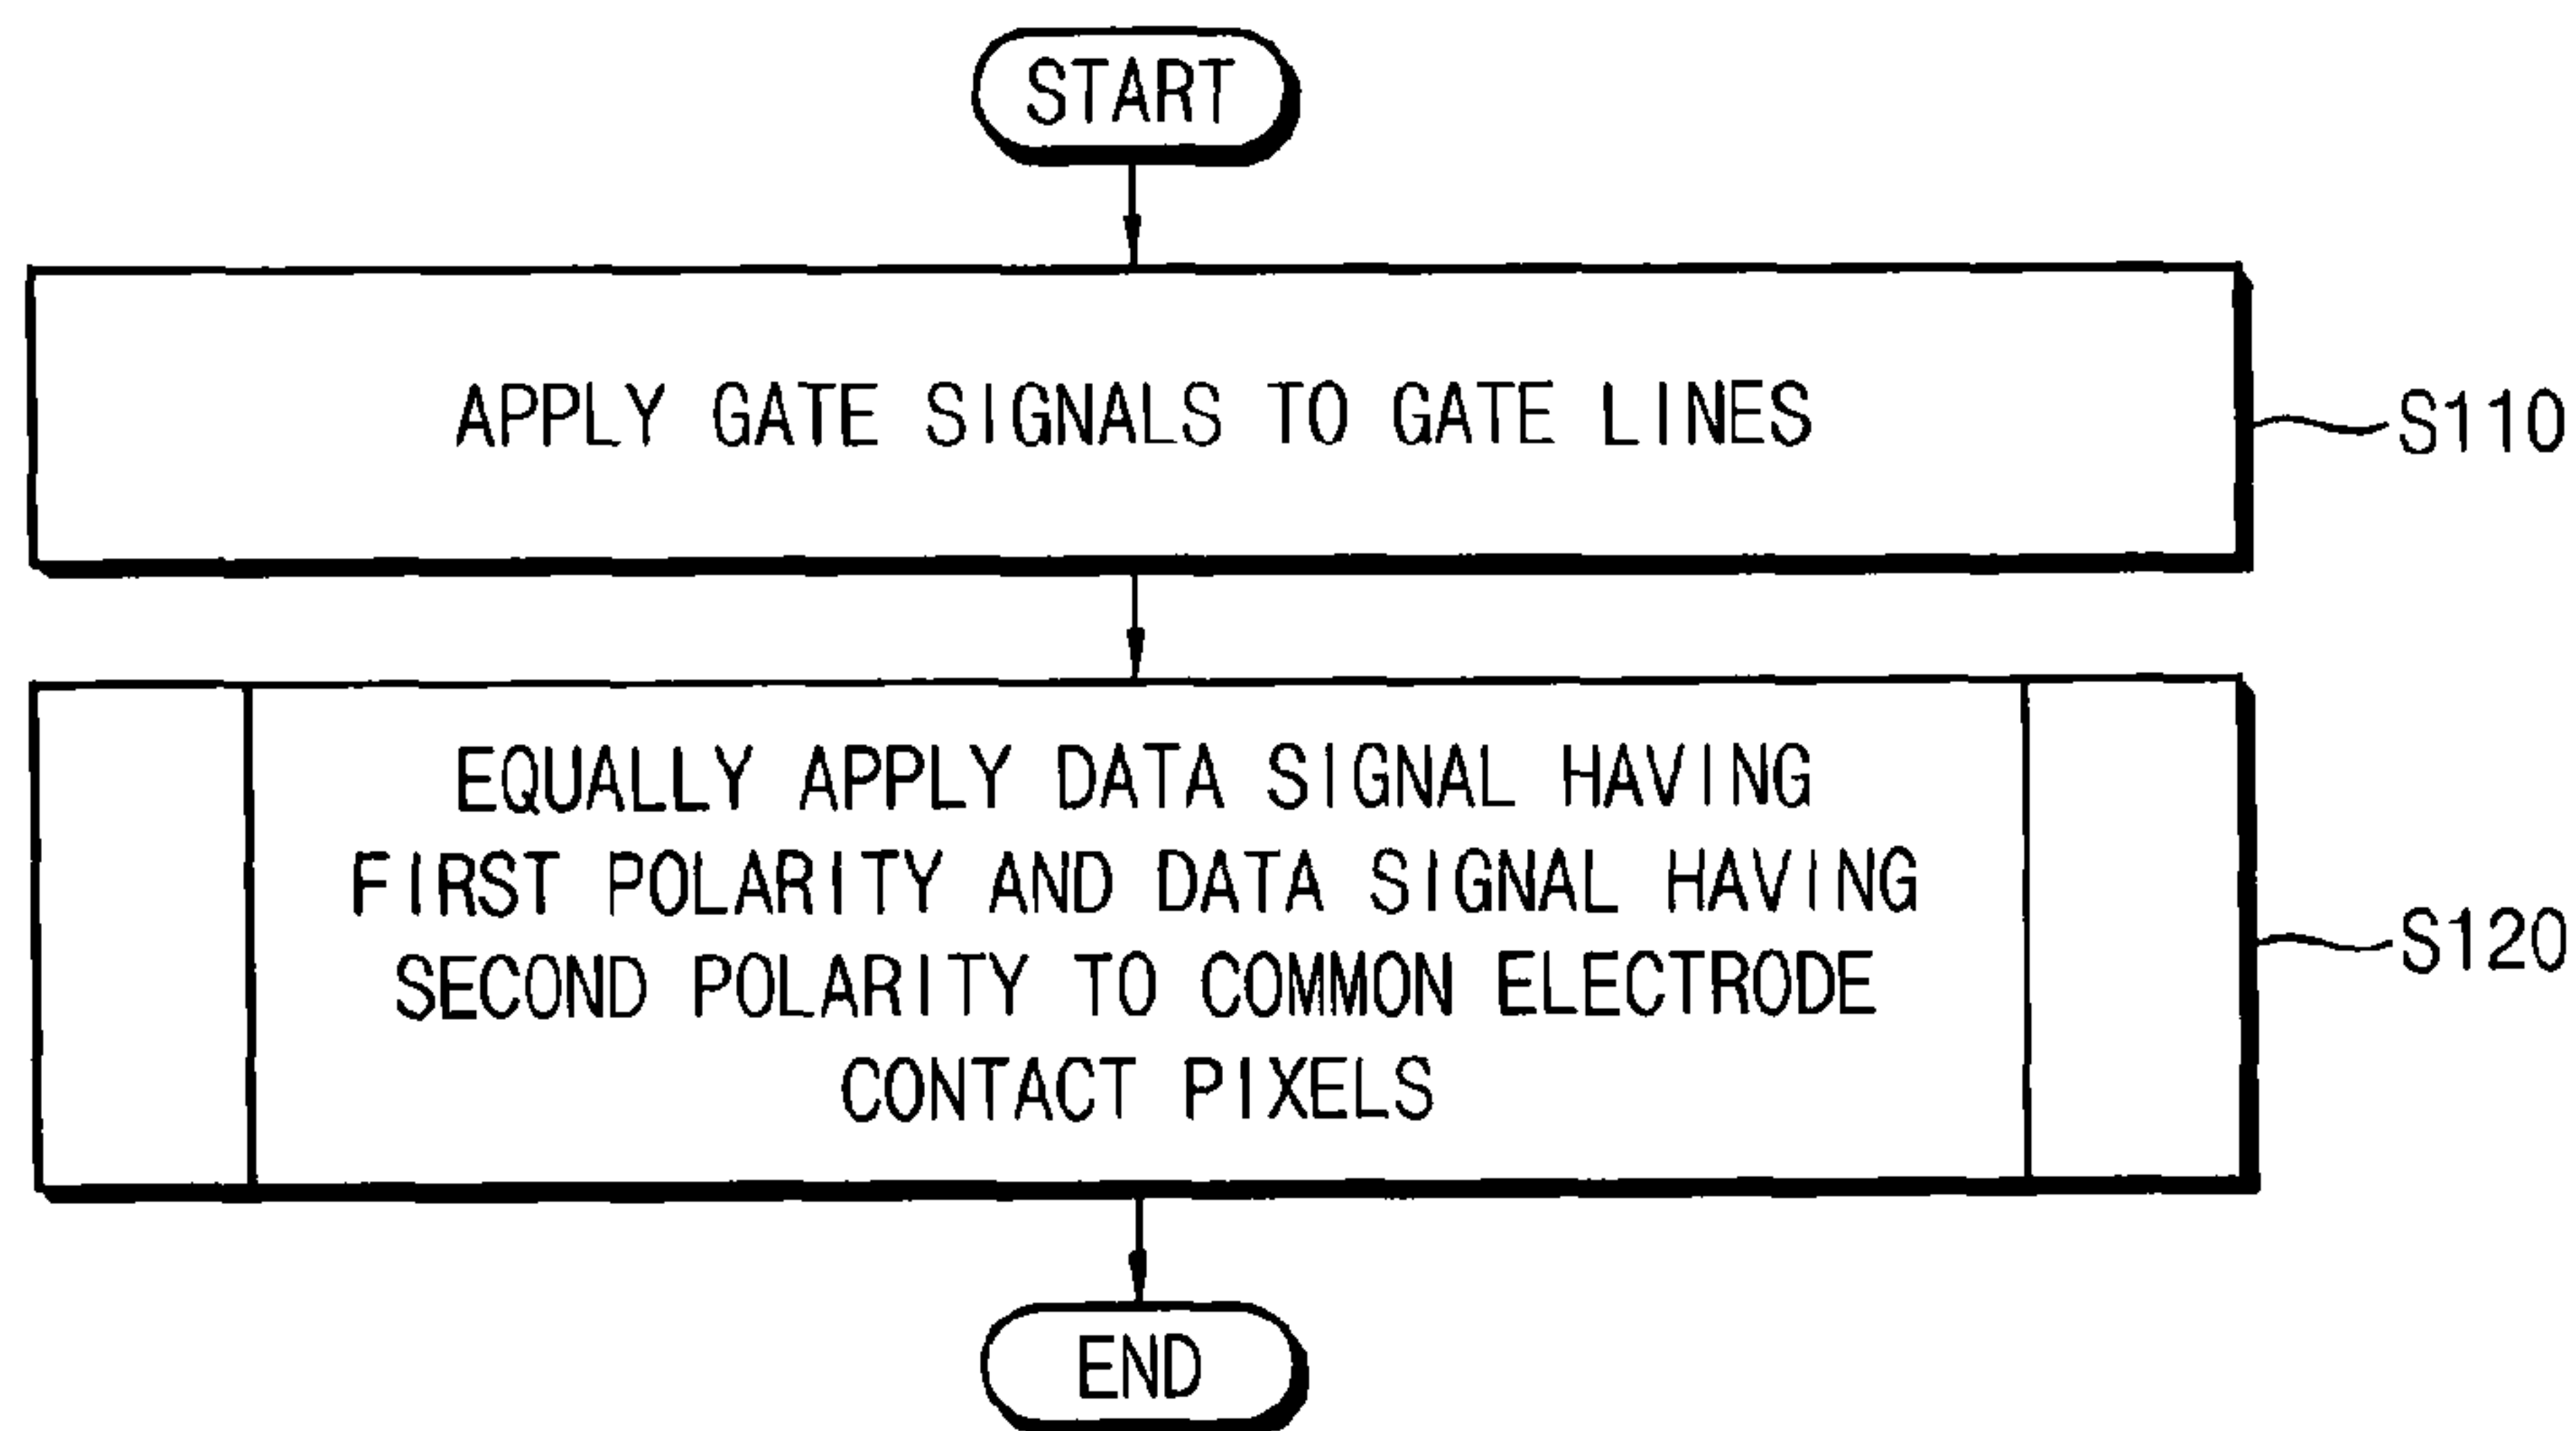 START
APPLY GATE SIGNALS TO GATE LINES
S110
EQUALLY APPLY DATA SIGNAL HAVING
FIRST POLARITY AND DATA SIGNAL HAVING
SECOND POLARITY TO COMMON ELECTRODE
CONTACT PIXELS
S120
END